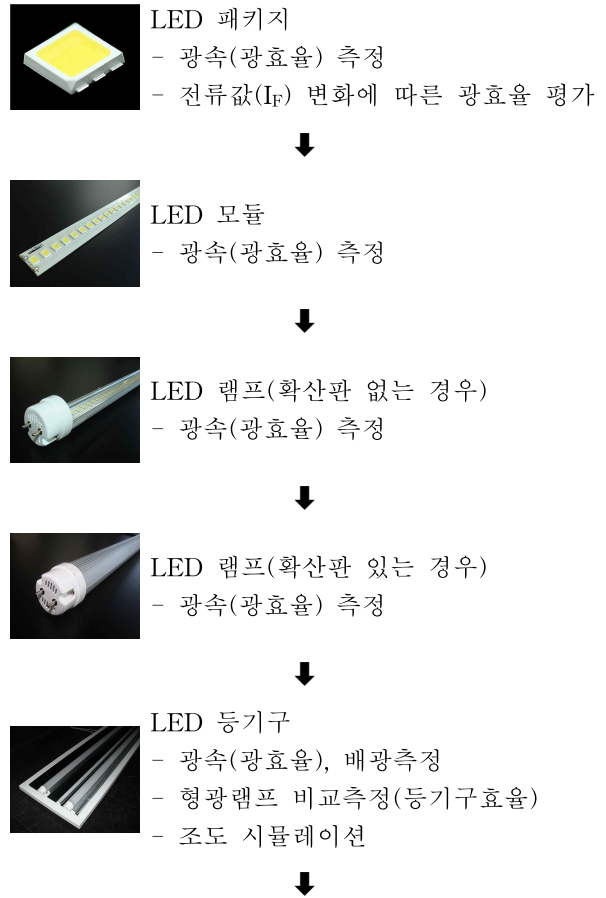 LED 패키지
- 광속(광효율) 측정
- 전류값(IF) 변화에 따른 광효율 평가
LED 모듈
- 광속(광효율) 측정
LED 램프(확산판 없는 경우)
- 광속(광효율) 측정
LED 램프(확산판 있는 경우)
- 광속(광효율) 측정
LED 등기구
- 광속(광효율), 배광측정
- 형광램프 비교측정(등기구효율)
- 조도 시뮬레이션